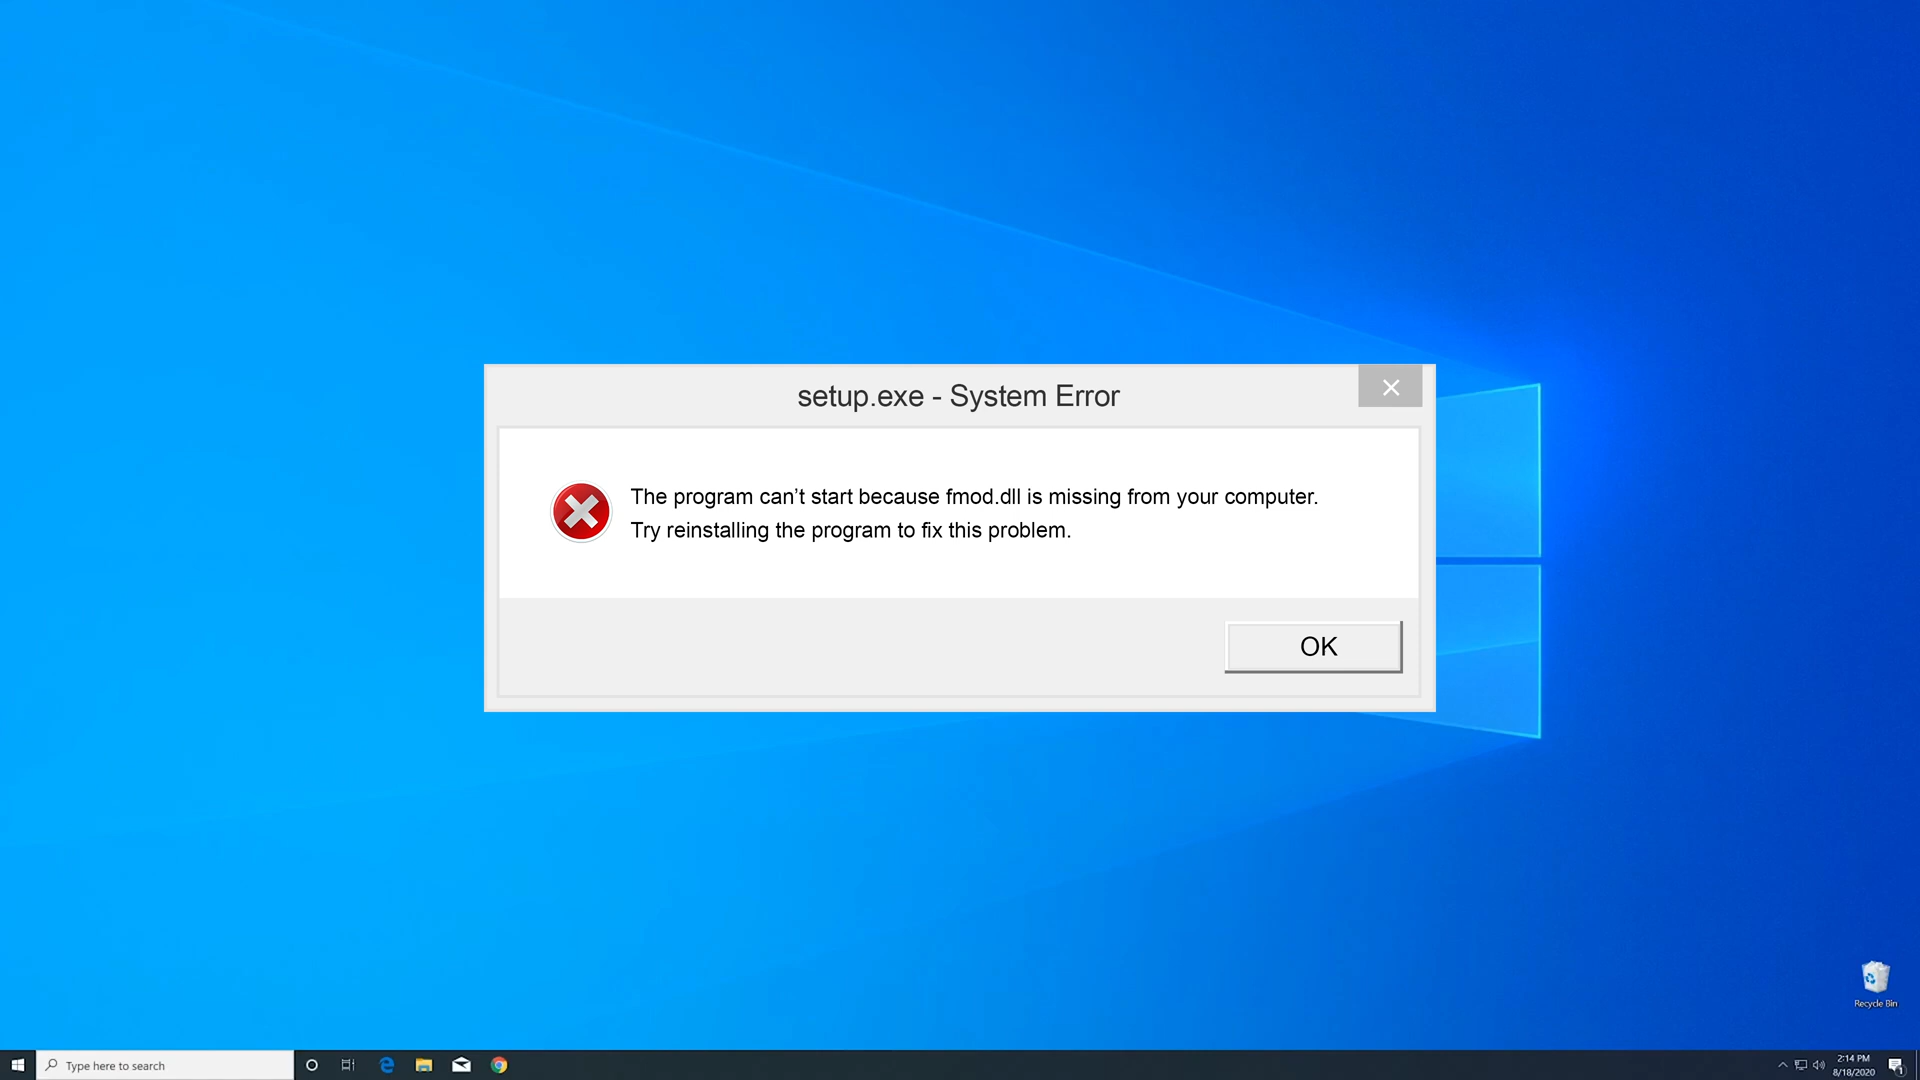 setup.exe - System Error
The program can’t start because fmod.dll is missing from your computer.
Try reinstalling the program to fix this problem.
OK
Recycle Bin
Type here to search
2:14 PM
8/18/2020
1